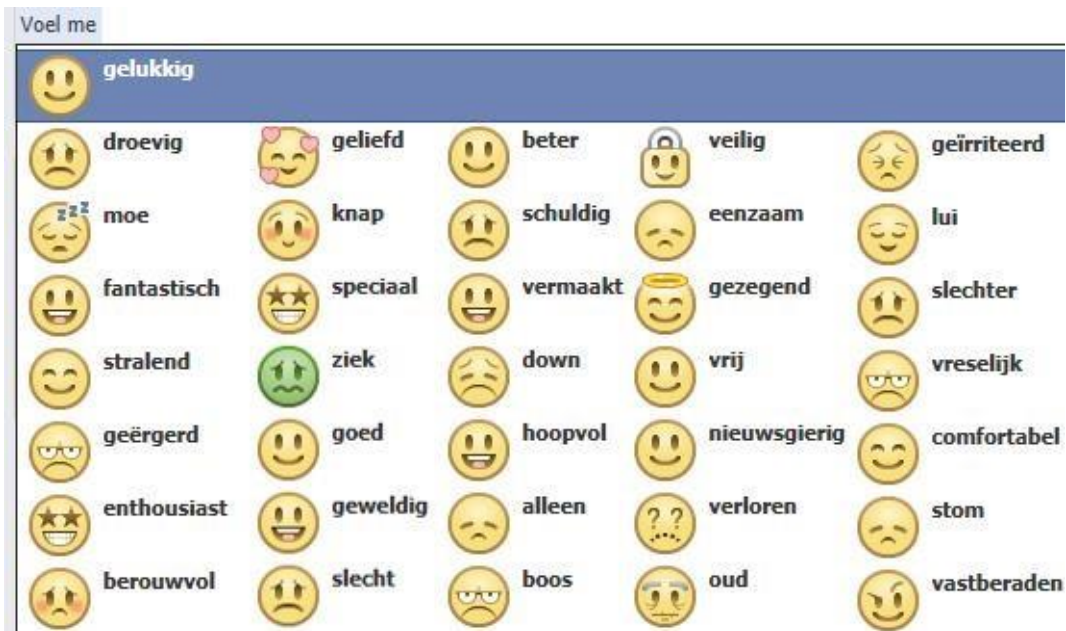 Voel me
gelukkig
droevig geliefd beter veilig geïrriteerd
zzz
moe knap schuldig eenzaam lui
fantastisch speciaal vermaakt gezegend slechter
stralend ziek down vrij vreselijk
geërgerd goed hoopvol nieuwsgierig comfortabel
enthousiast geweldig alleen verloren stom
??
berouwvol slecht boos oud vastberaden